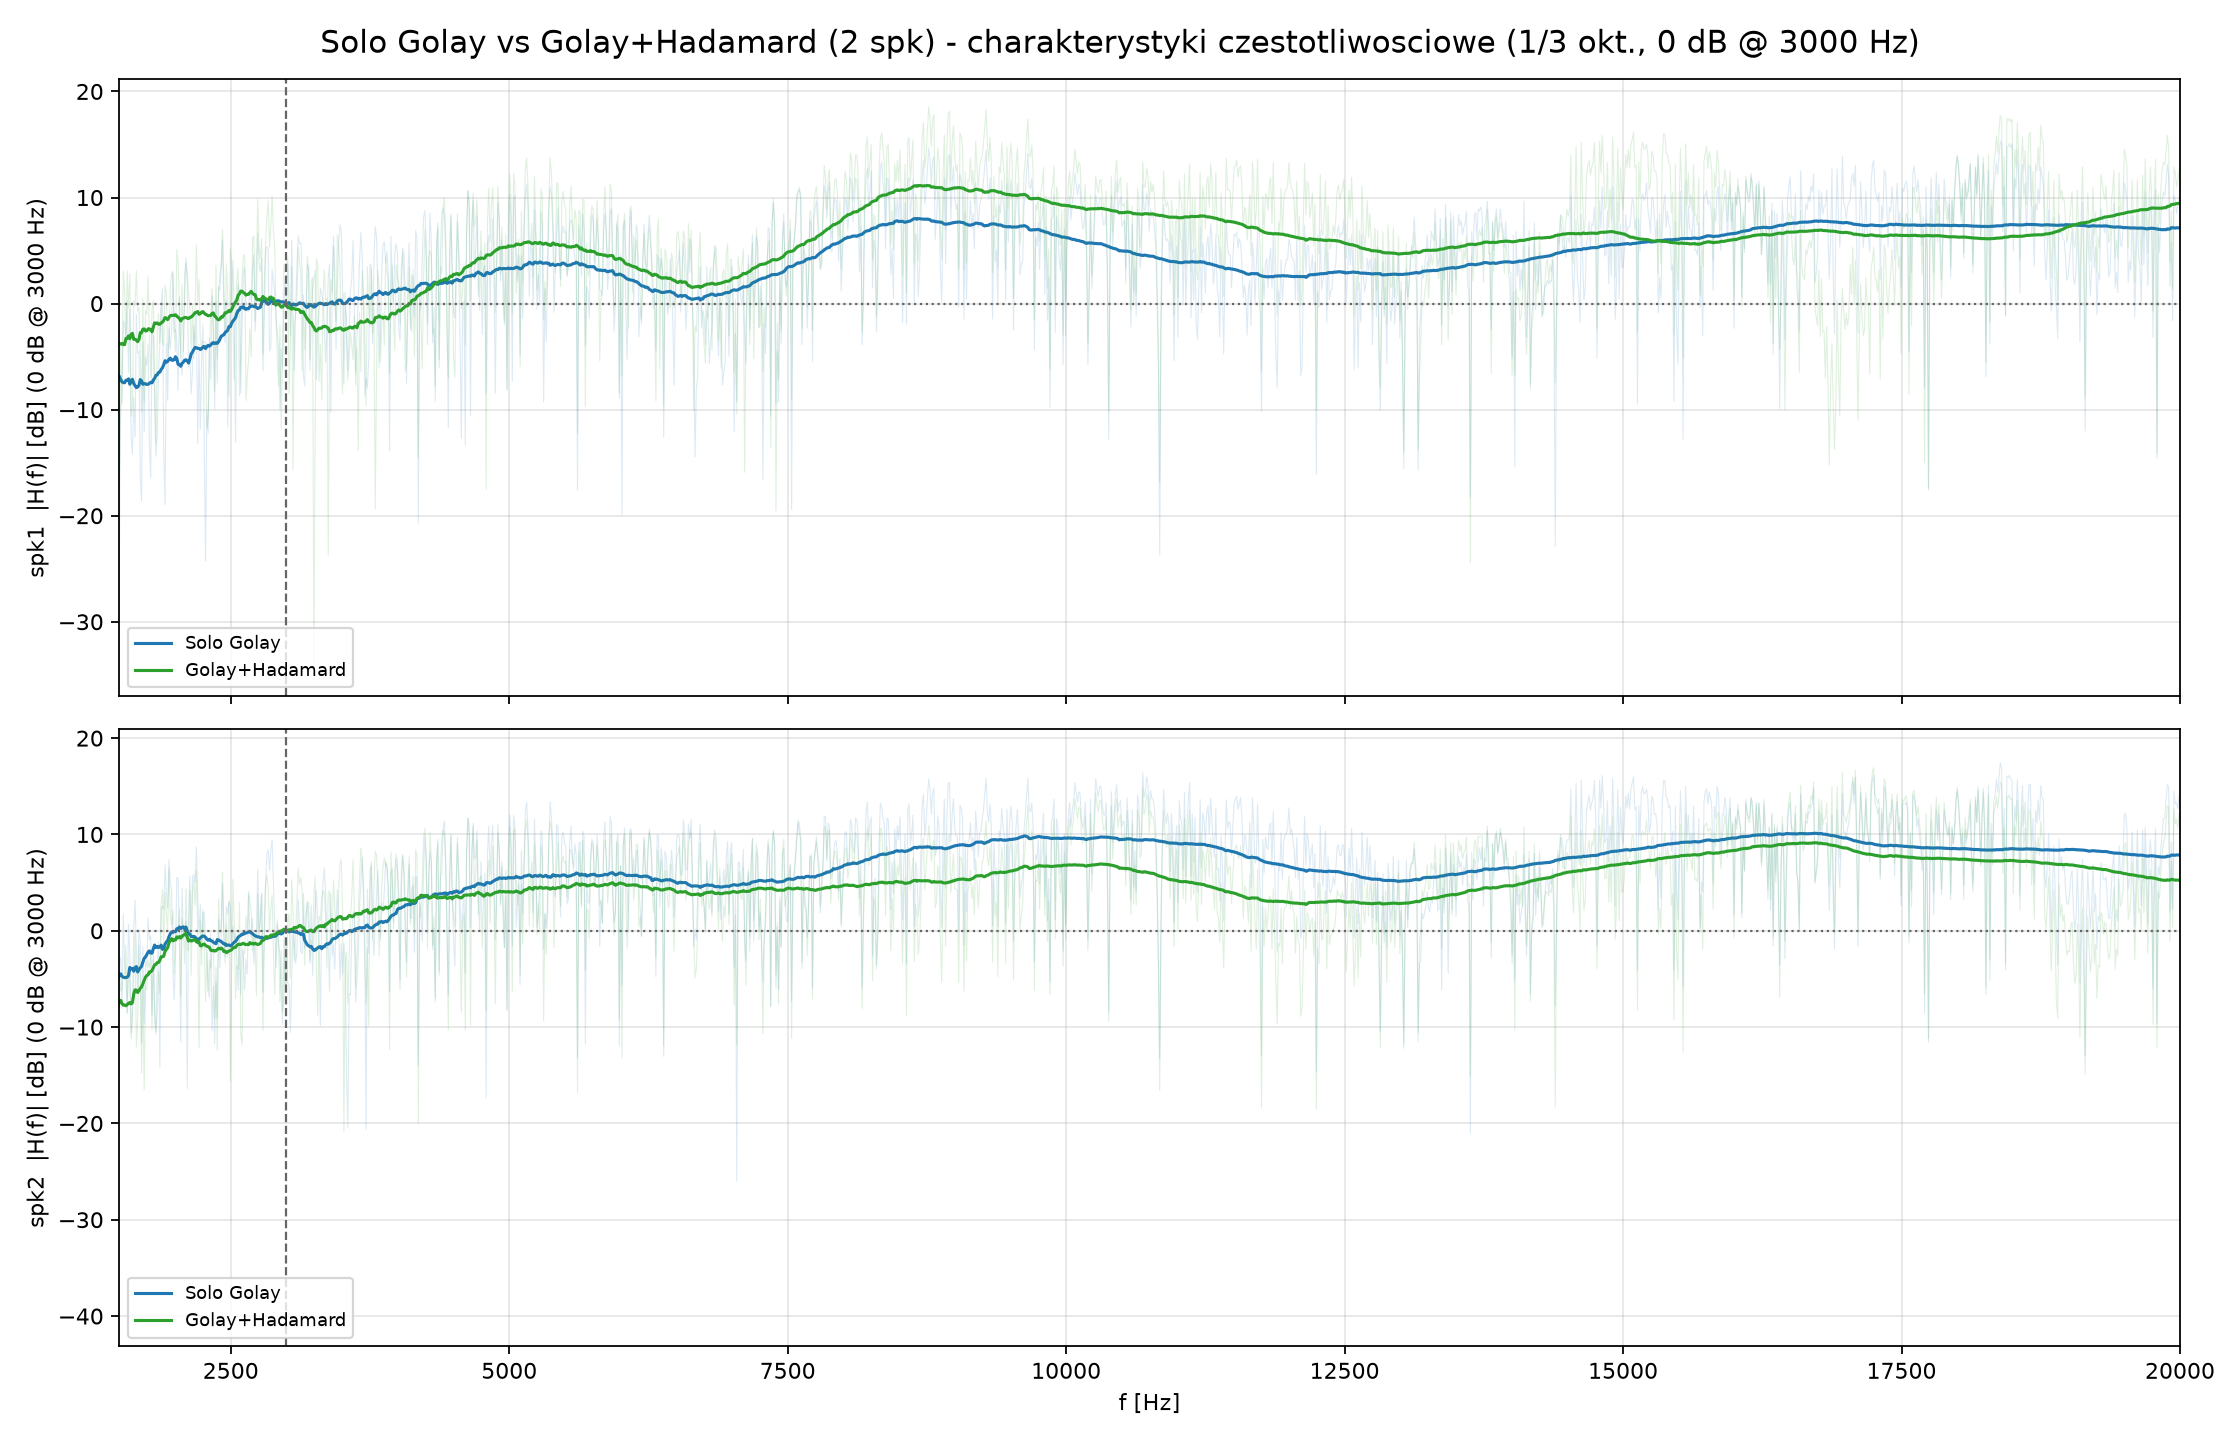 Solo Golay vs Golay+Hadamard (2 spk) - charakterystyki czestotliwosciowe (1/3 okt., 0 dB @ 3000 Hz)
spk1 |H(f)| [dB] (0 dB @ 3000 Hz)
20
10
0
−10
−20
−30
Solo Golay
Golay+Hadamard
spk2 |H(f)| [dB] (0 dB @ 3000 Hz)
20
10
0
−10
−20
−30
−40
Solo Golay
Golay+Hadamard
2500 5000 7500 10000 12500 15000 17500 20000
f [Hz]